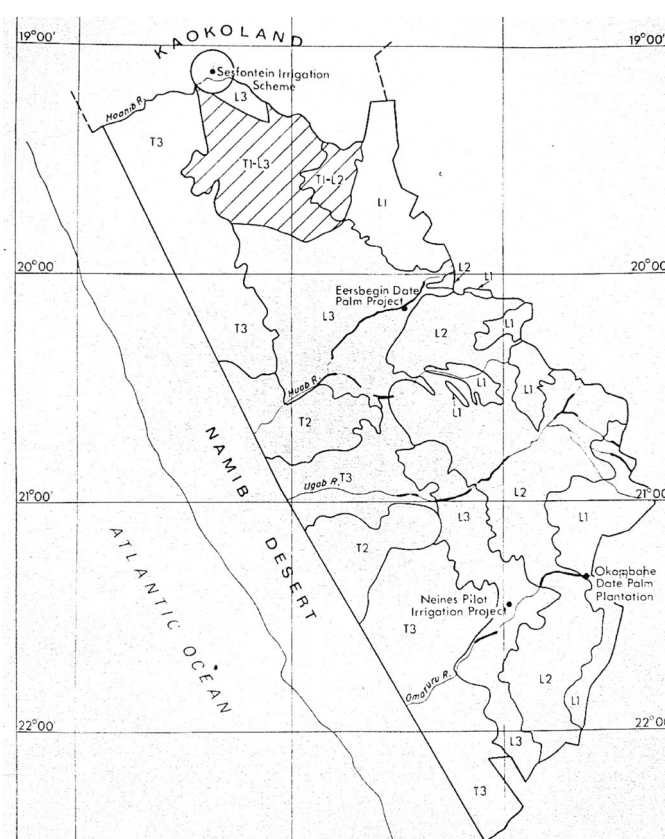 KAOKOLAND
19°00'
19°00'
Sesfontein Irrigation
Scheme
Hoanib R.
L3
T3
T1-L3
T1-L2
L1
20°00'
20°00'
L2
L1
Eersbegin Date
Palm Project
L3
L2
L1
T3
L1
L1
L1
Huab R.
T2
NAMIB DESERT
T3
Ugab R.
21°00'
21°00'
L2
L3
L1
T2
ATLANTIC OCEAN
Okombahe
Date Palm
Plantation
Neines Pilot
Irrigation Project
T3
L2
L1
Omaruru R.
22°00'
22°00'
L3
T3